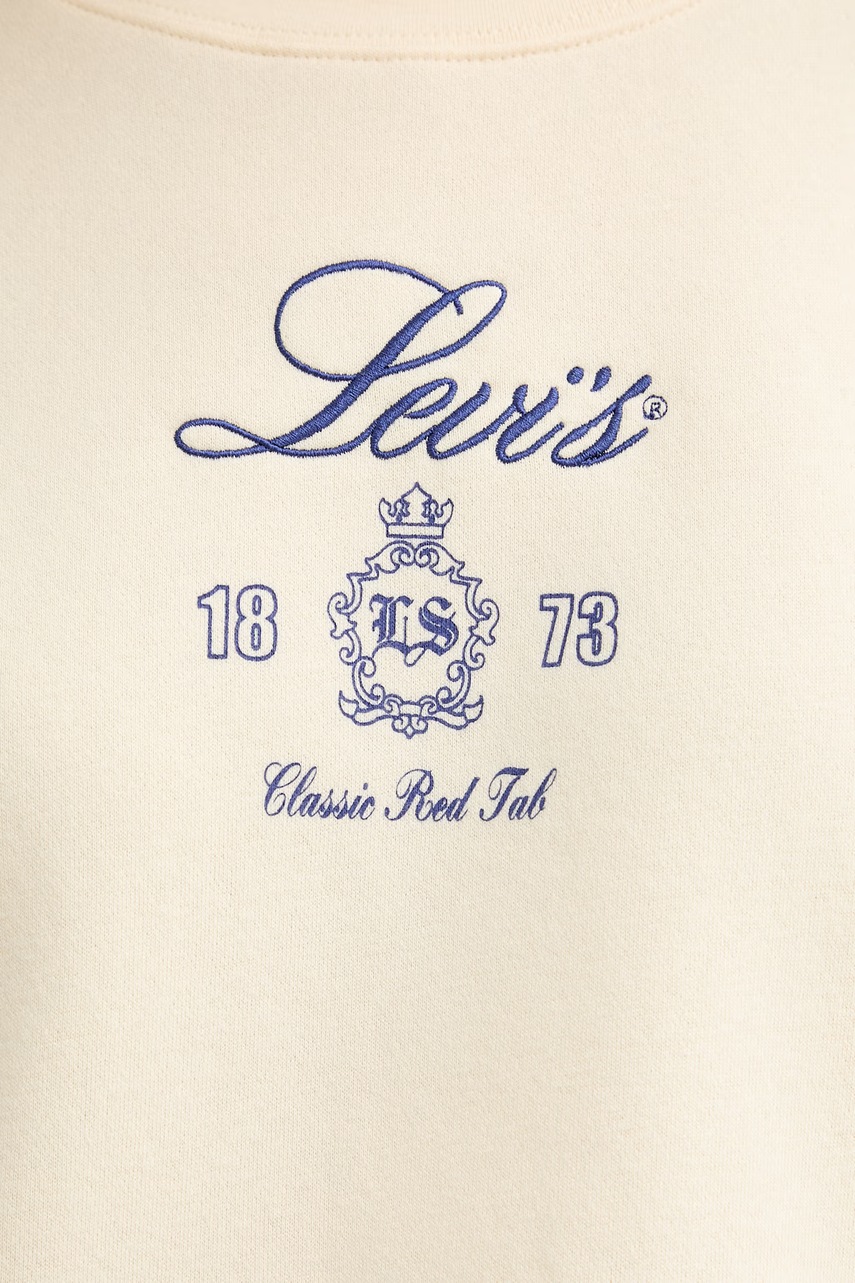 Levi's®
18 LS 73
Classic Red Tab